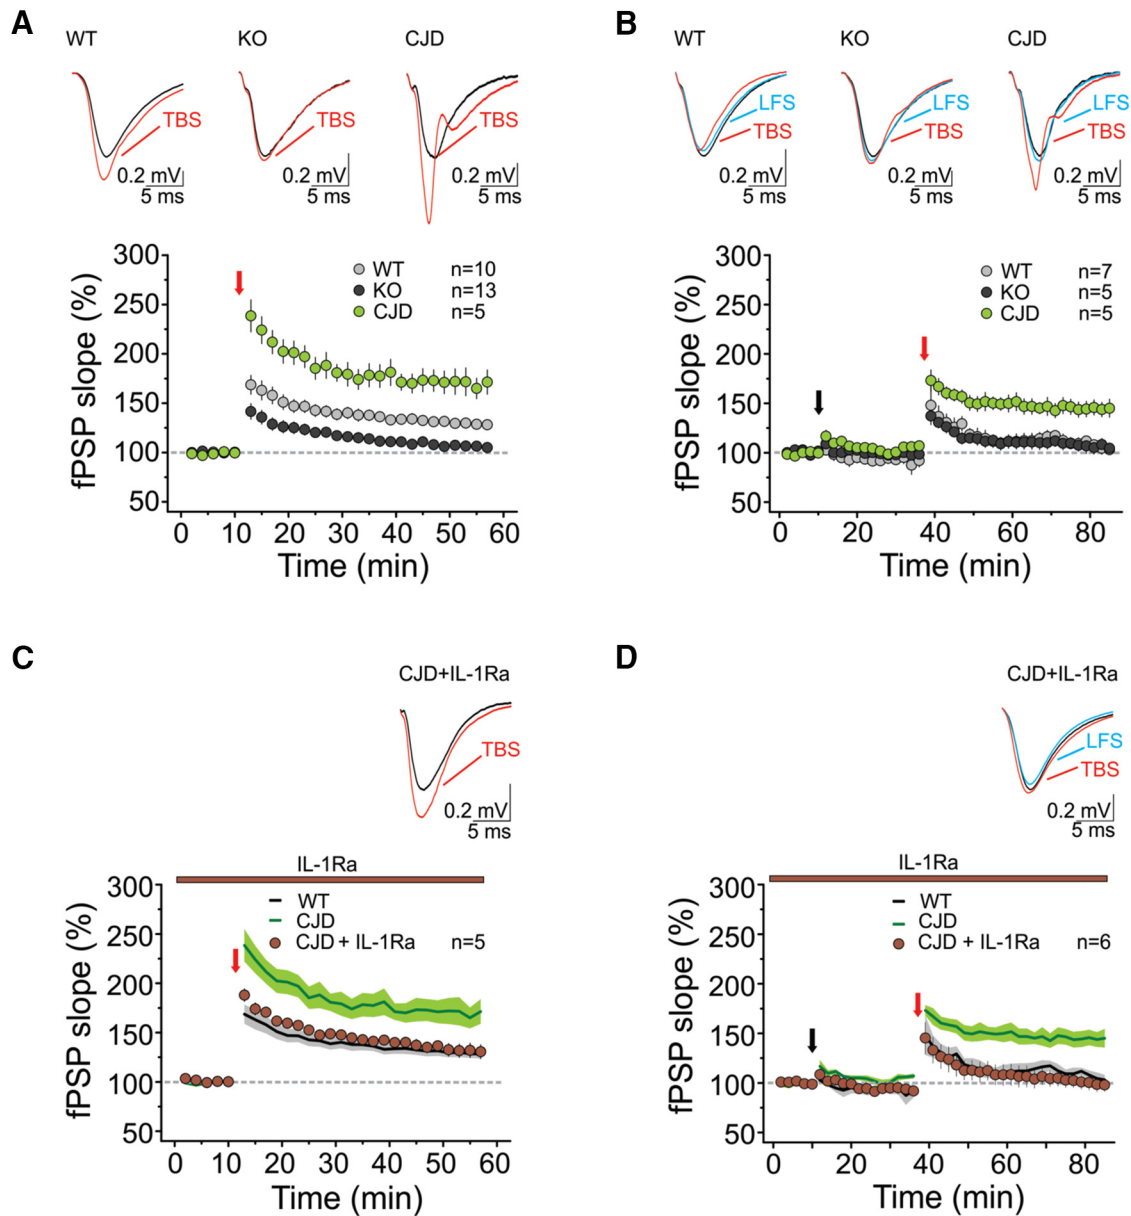 A
WT KO CJD
TBS TBS TBS
0.2 mV 0.2 mV 0.2 mV
5 ms 5 ms 5 ms
fPSP slope (%)
300
250
200
150
100
50
WT n=10
KO n=13
CJD n=5
0 10 20 30 40 50 60
Time (min)
B
WT KO CJD
LFS LFS LFS
TBS TBS TBS
0.2 mV 0.2 mV 0.2 mV
5 ms 5 ms 5 ms
fPSP slope (%)
300
250
200
150
100
50
WT n=7
KO n=5
CJD n=5
0 20 40 60 80
Time (min)
C
CJD+IL-1Ra
TBS
0.2 mV
5 ms
IL-1Ra
fPSP slope (%)
300
250
200
150
100
50
WT
CJD
CJD + IL-1Ra n=5
0 10 20 30 40 50 60
Time (min)
D
CJD+IL-1Ra
LFS
TBS
0.2 mV
5 ms
IL-1Ra
fPSP slope (%)
300
250
200
150
100
50
WT
CJD
CJD + IL-1Ra n=6
0 20 40 60 80
Time (min)